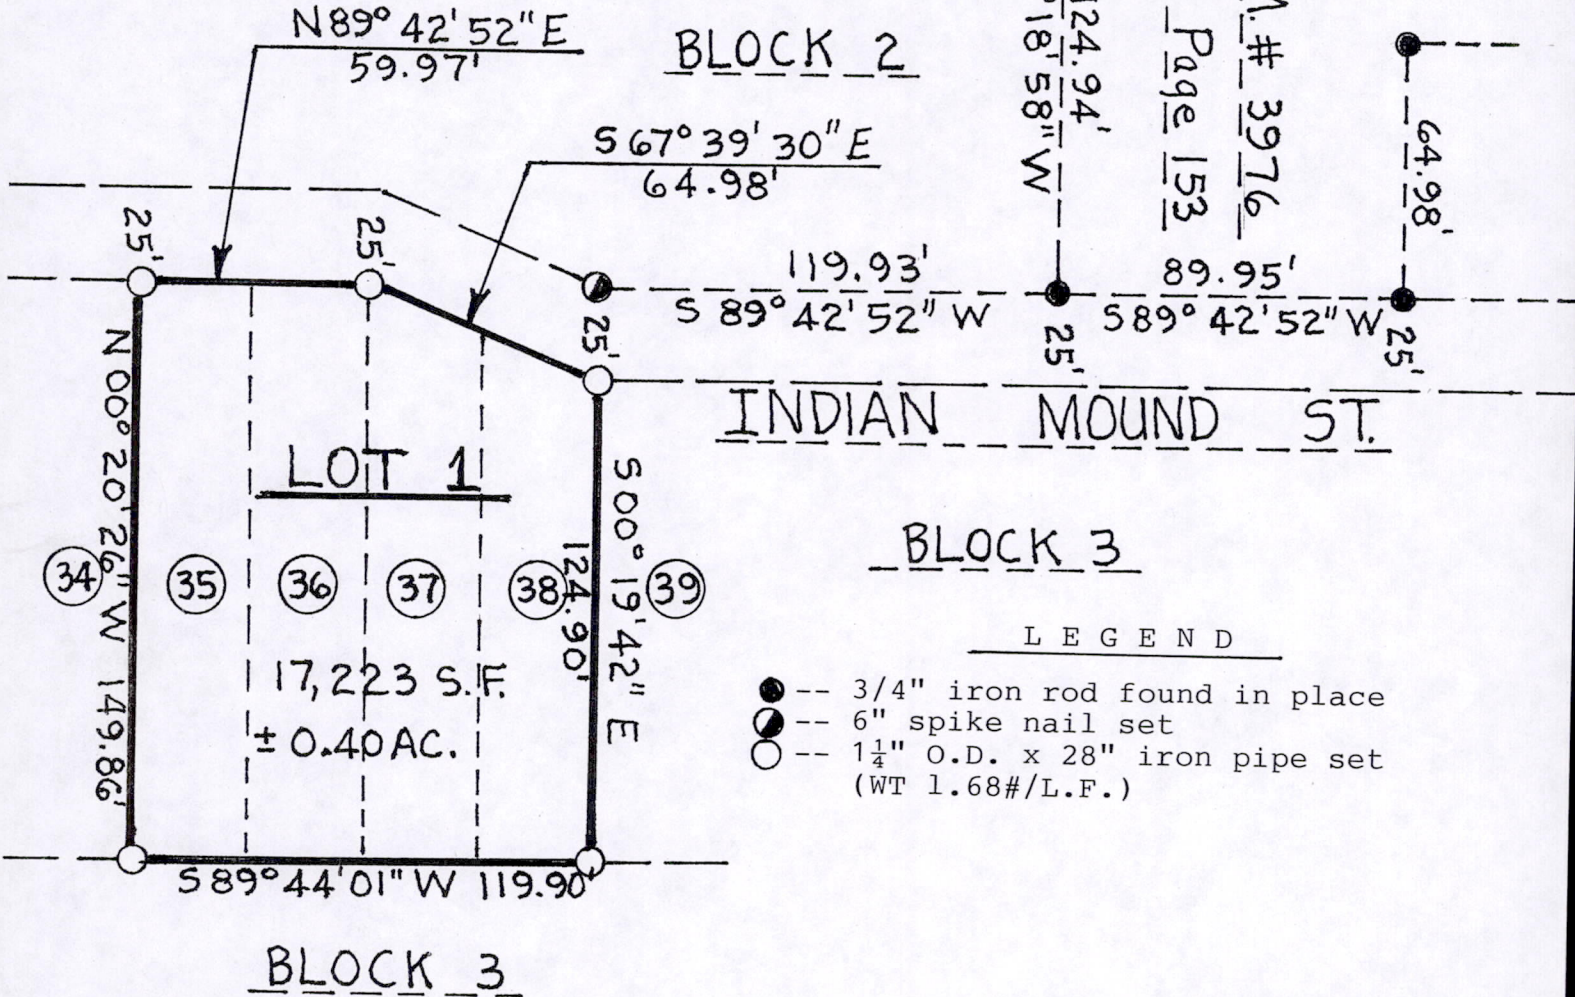 N89° 42' 52" E
59.97'
BLOCK 2
S 67° 39' 30" E
64.98'
124.94'
°18' 58" W
Page 153
# 3976
64.98'
25'
25'
25'
119.93'
S 89° 42' 52" W
89.95'
S89° 42' 52" W
25'
25'
INDIAN MOUND ST.
N 00° 20' 26" W 149.86'
LOT 1
S 00° 19' 42" E
124.90'
34
35
36
37
38
39
17,223 S.F.
± 0.40 AC.
S89° 44' 01" W 119.90'
BLOCK 3
BLOCK 3
LEGEND
-- 3/4" iron rod found in place
-- 6" spike nail set
-- 1¼" O.D. x 28" iron pipe set
(WT 1.68#/L.F.)